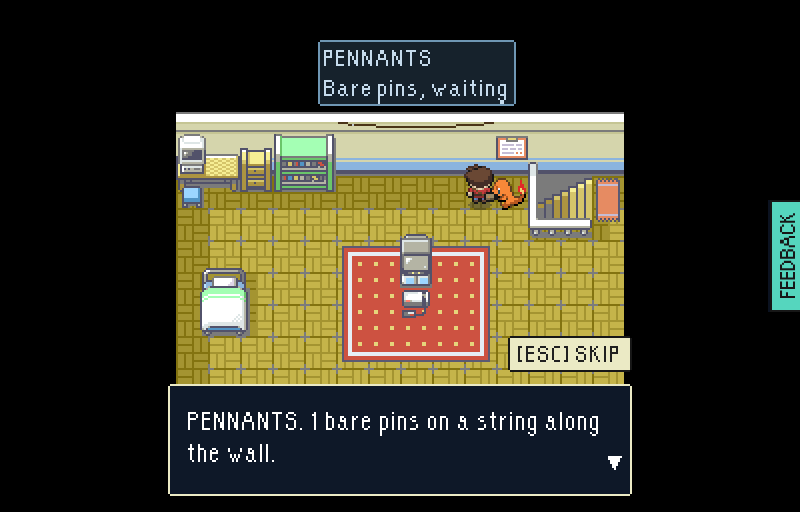 PENNANTS
Bare pins, waiting
FEEDBACK
[ESC] SKIP
PENNANTS. 1 bare pins on a string along
the wall.